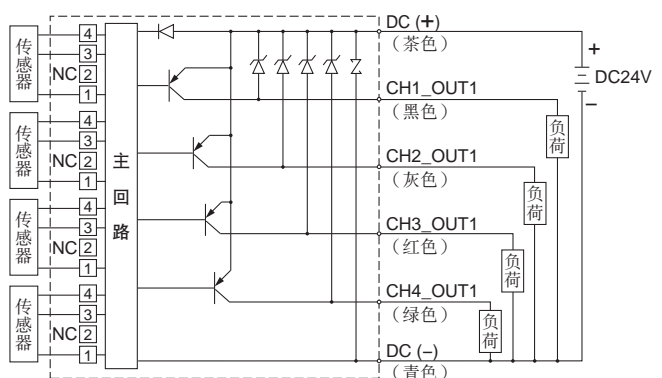 传感器
4
3
NC 2
1
传感器
4
3
NC 2
1
传感器
4
3
NC 2
1
传感器
4
3
NC 2
1
主回路
DC (+)
（茶色）
CH1_OUT1
（黑色）
CH2_OUT1
（灰色）
CH3_OUT1
（红色）
CH4_OUT1
（绿色）
DC (–)
（青色）
负荷
负荷
负荷
负荷
+
DC24V
–